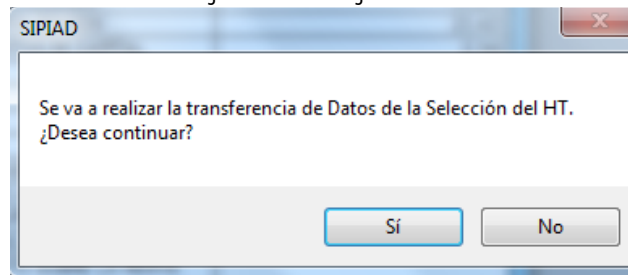 SIPIAD
Se va a realizar la transferencia de Datos de la Selección del HT.
¿Desea continuar?
Sí
No